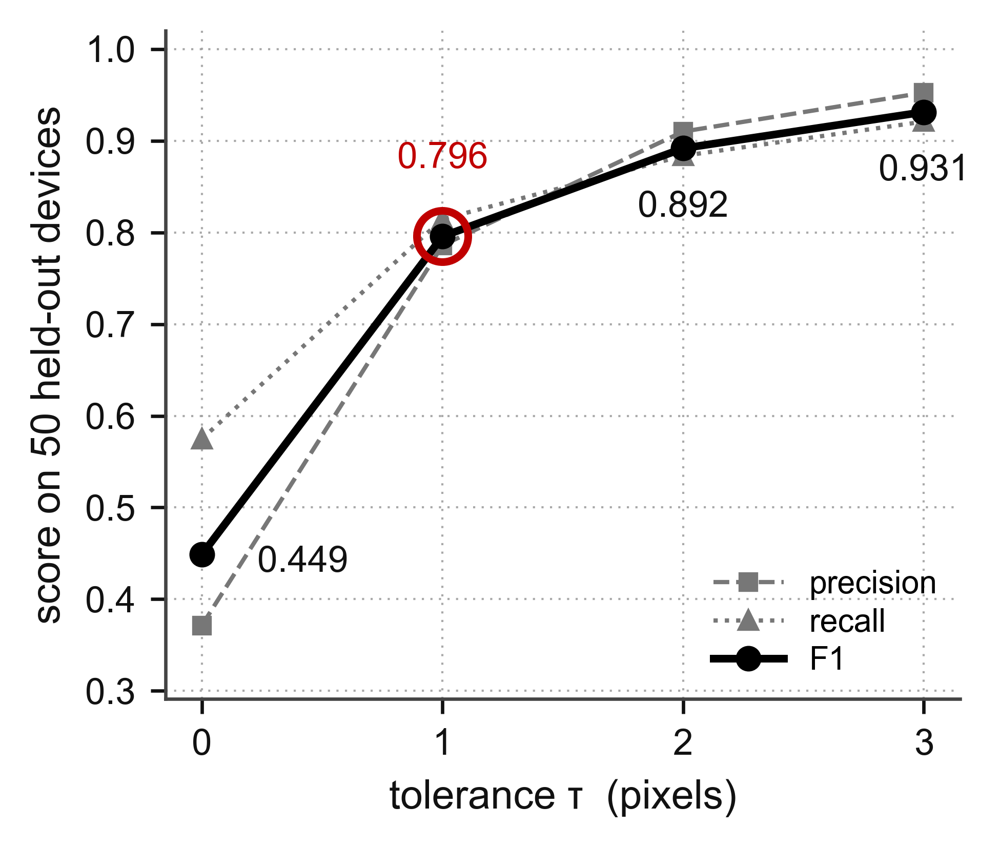 score on 50 held-out devices
1.0
0.9
0.8
0.7
0.6
0.5
0.4
0.3
0.796
0.931
0.892
0.449
precision
recall
F1
0 1 2 3
tolerance τ (pixels)